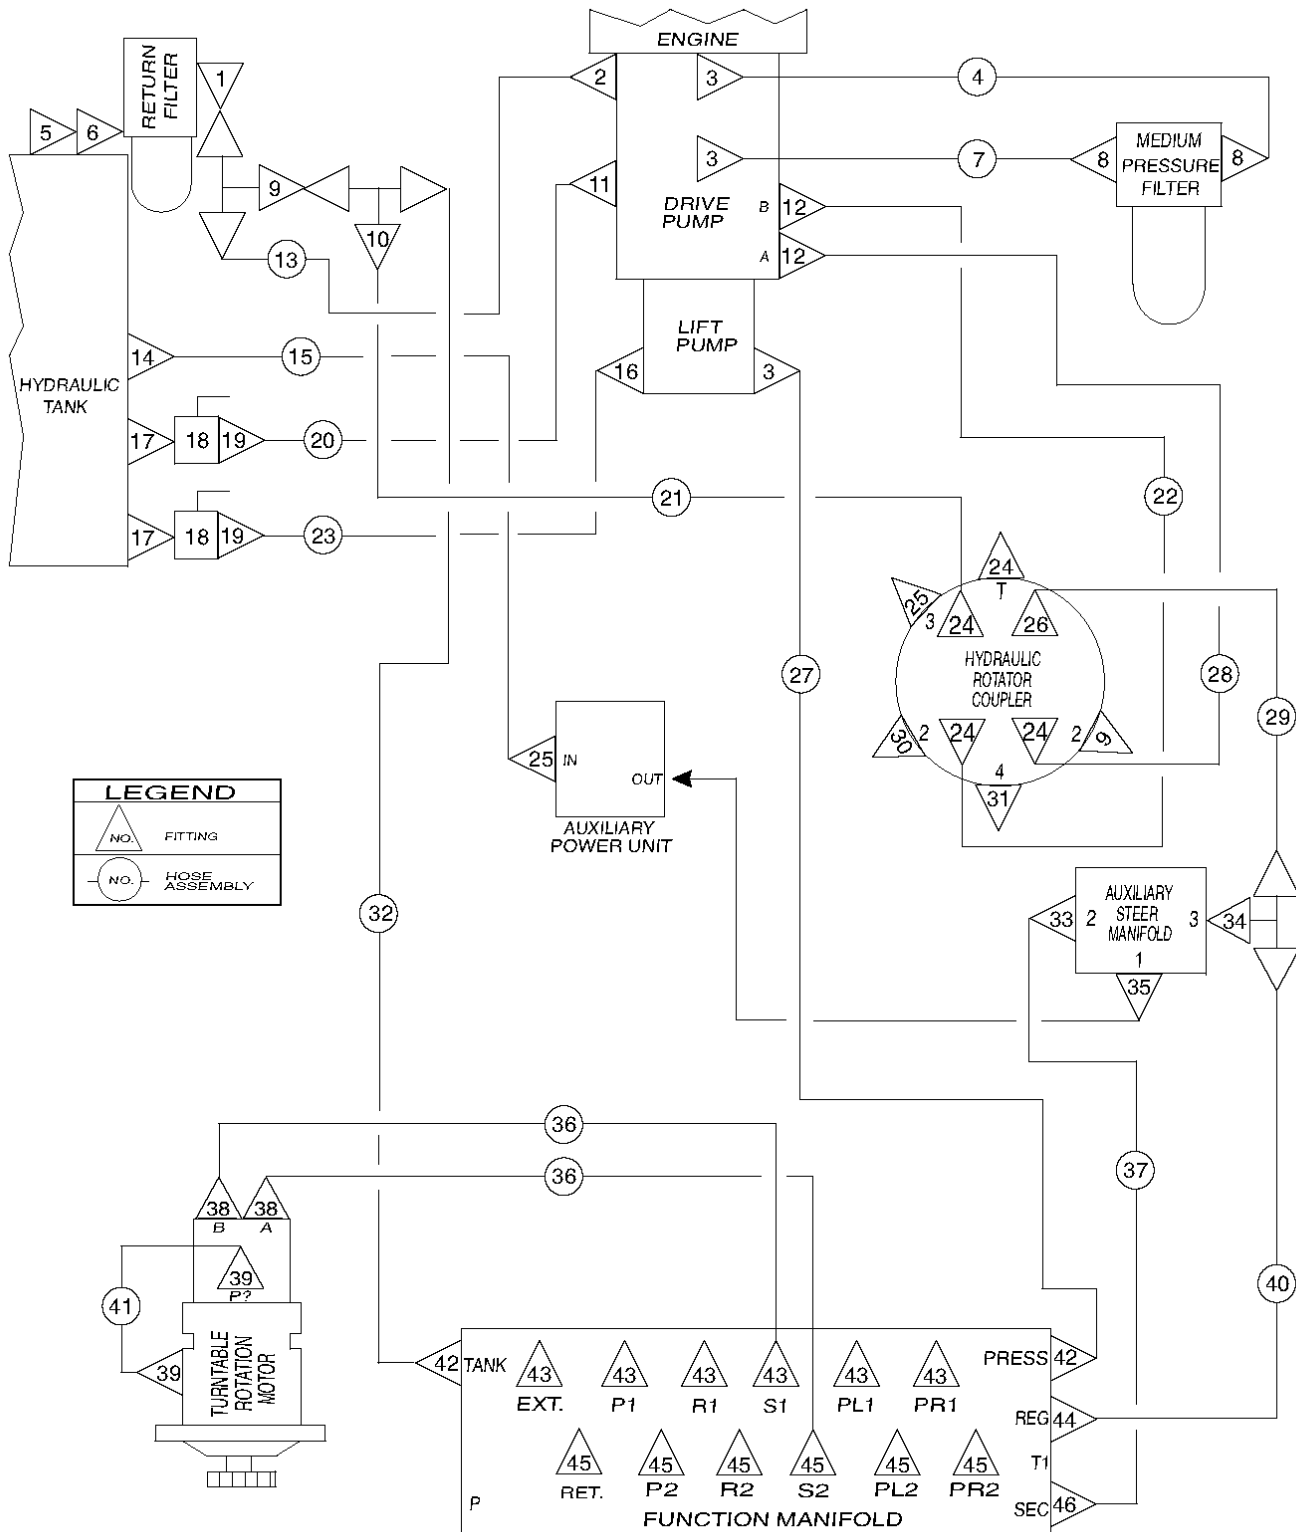 ENGINE
RETURN
FILTER
1
2
3
4
5
6
3
7
8
MEDIUM
PRESSURE
FILTER
8
9
10
11
DRIVE
PUMP
B
12
A
12
13
LIFT
PUMP
14
15
16
3
HYDRAULIC
TANK
17
18
19
20
21
22
17
18
19
23
24
T
25
3
24
26
HYDRAULIC
ROTATOR
COUPLER
27
28
29
30
2
24
24
2
9
4
31
25
IN
OUT
AUXILIARY
POWER UNIT
LEGEND
NO.
FITTING
NO.
HOSE
ASSEMBLY
32
33
2
AUXILIARY
STEER
MANIFOLD
3
34
1
35
36
36
37
38
B
38
A
39
P?
40
41
39
TURNTABLE
ROTATION
MOTOR
42
TANK
43
EXT.
43
P1
43
R1
43
S1
43
PL1
43
PR1
PRESS
42
REG
44
45
RET.
45
P2
45
R2
45
S2
45
PL2
45
PR2
T1
P
SEC
46
FUNCTION MANIFOLD